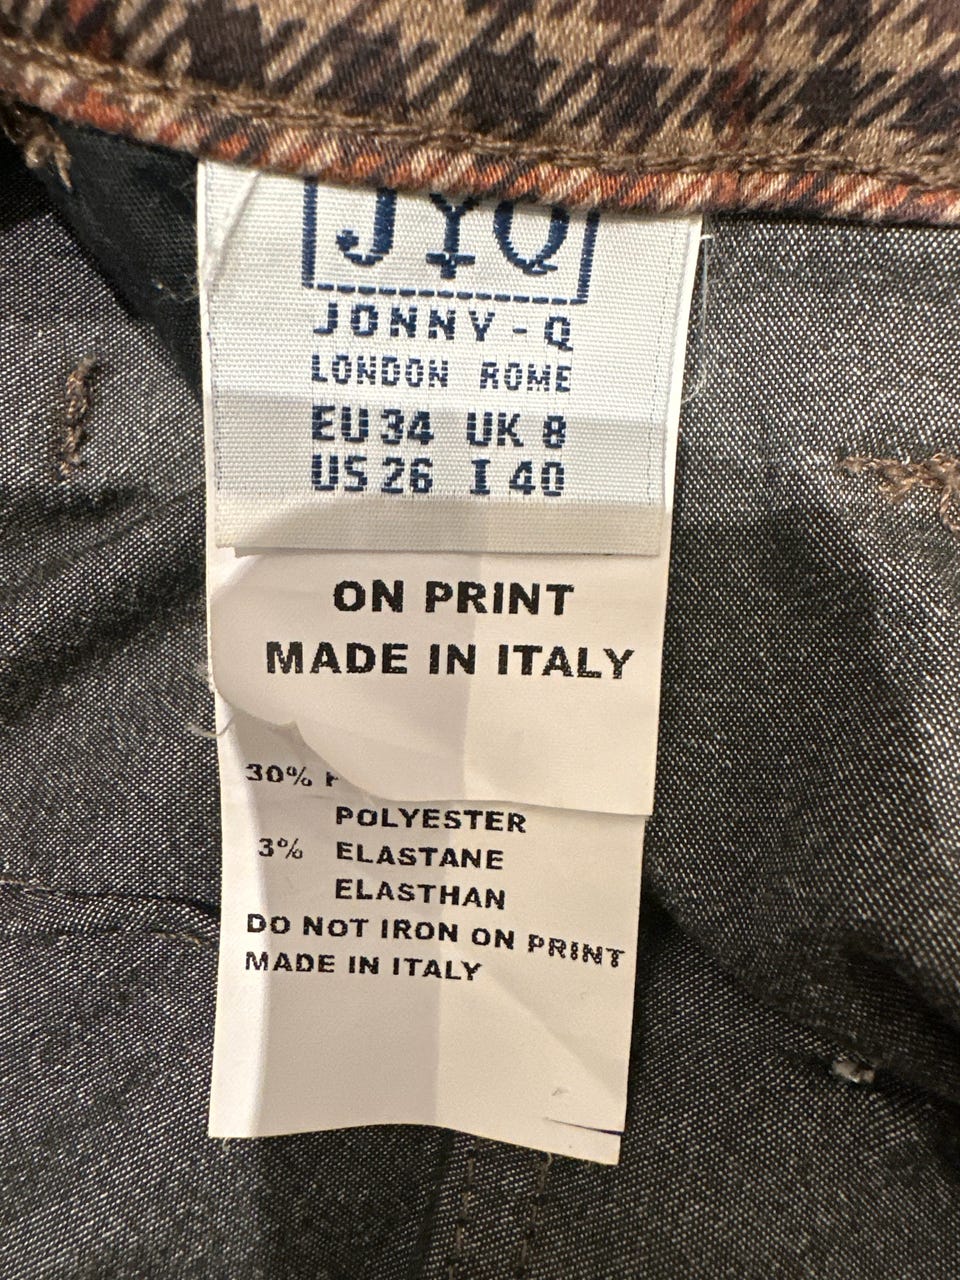 JYQ
JONNY-Q
LONDON ROME
EU 34 UK 8
US 26 I 40
ON PRINT
MADE IN ITALY
30%
POLYESTER
3% ELASTANE
ELASTHAN
DO NOT IRON ON PRINT
MADE IN ITALY